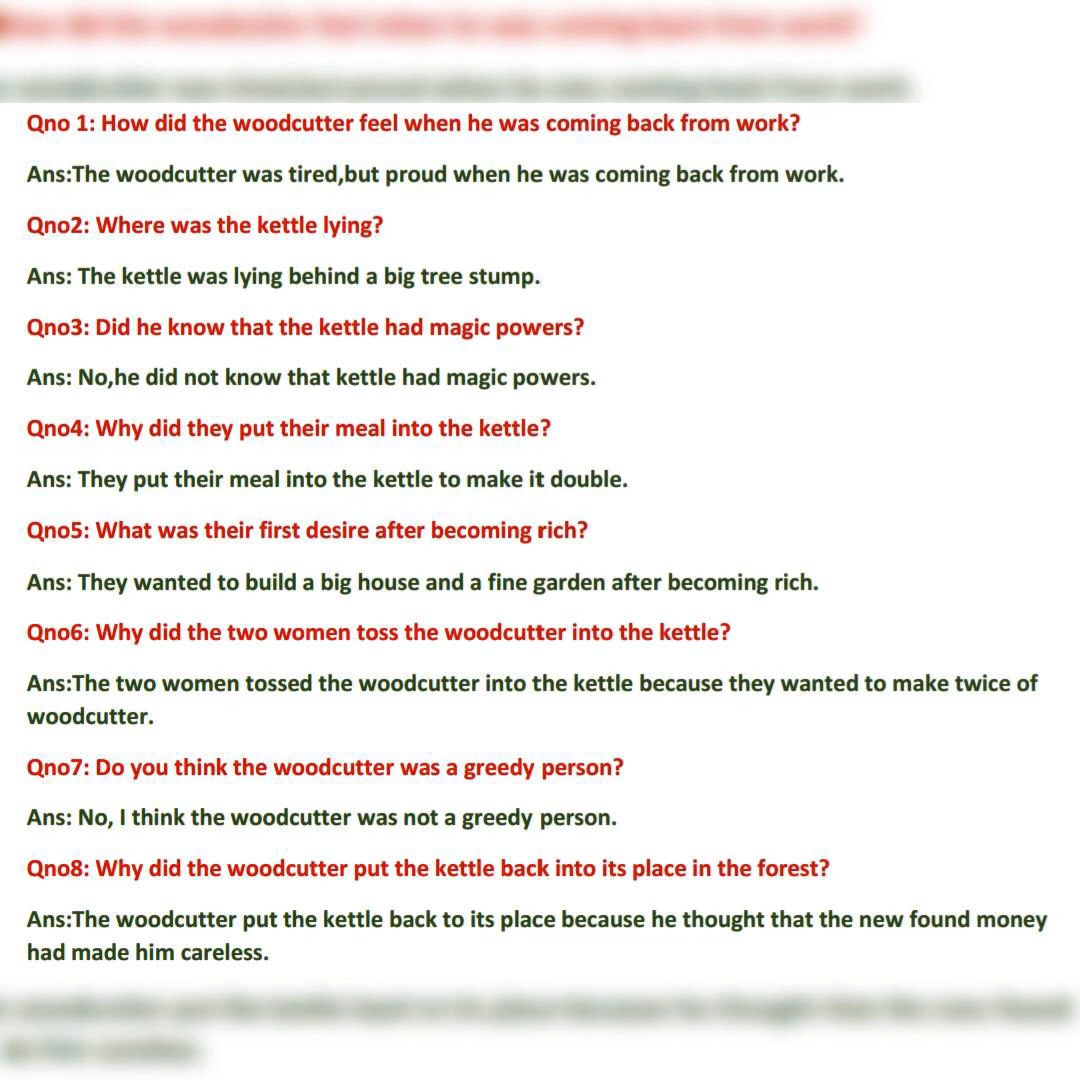 Qno 1: How did the woodcutter feel when he was coming back from work?
Ans:The woodcutter was tired,but proud when he was coming back from work.
Qno2: Where was the kettle lying?
Ans: The kettle was lying behind a big tree stump.
Qno3: Did he know that the kettle had magic powers?
Ans: No,he did not know that kettle had magic powers.
Qno4: Why did they put their meal into the kettle?
Ans: They put their meal into the kettle to make it double.
Qno5: What was their first desire after becoming rich?
Ans: They wanted to build a big house and a fine garden after becoming rich.
Qno6: Why did the two women toss the woodcutter into the kettle?
Ans:The two women tossed the woodcutter into the kettle because they wanted to make twice of
woodcutter.
Qno7: Do you think the woodcutter was a greedy person?
Ans: No, I think the woodcutter was not a greedy person.
Qno8: Why did the woodcutter put the kettle back into its place in the forest?
Ans:The woodcutter put the kettle back to its place because he thought that the new found money
had made him careless.